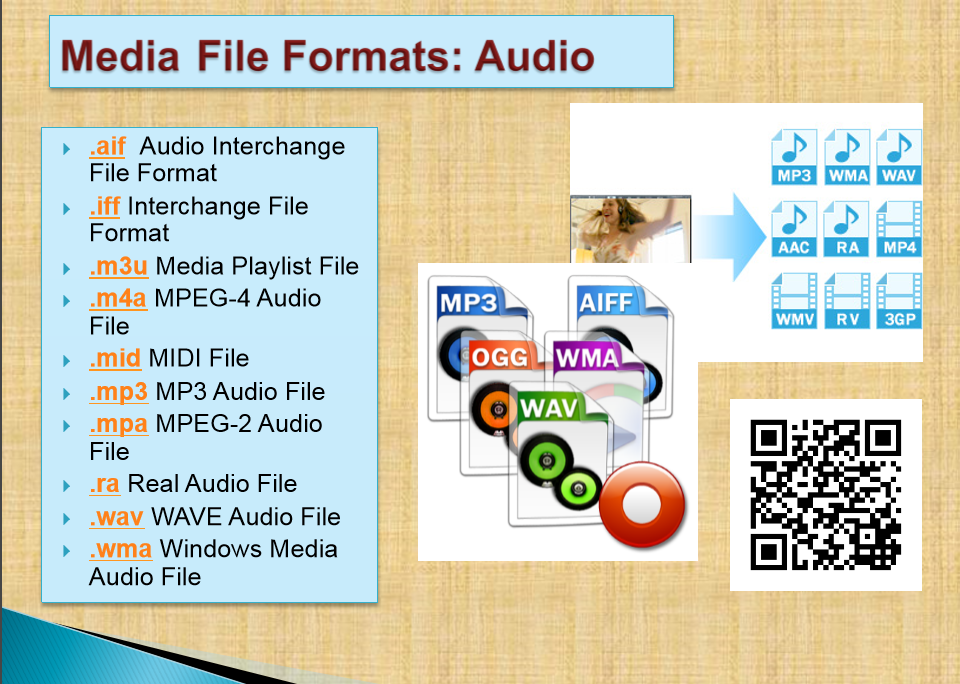 Media File Formats: Audio
.aif  Audio Interchange
File Format
.iff Interchange File
Format
.m3u Media Playlist File
.m4a MPEG-4 Audio
File
.mid MIDI File
.mp3 MP3 Audio File
.mpa MPEG-2 Audio
File
.ra Real Audio File
.wav WAVE Audio File
.wma Windows Media
Audio File
MP3 WMA WAV
AAC RA MP4
WMV RV 3GP
MP3 AIFF
OGG WMA
WAV